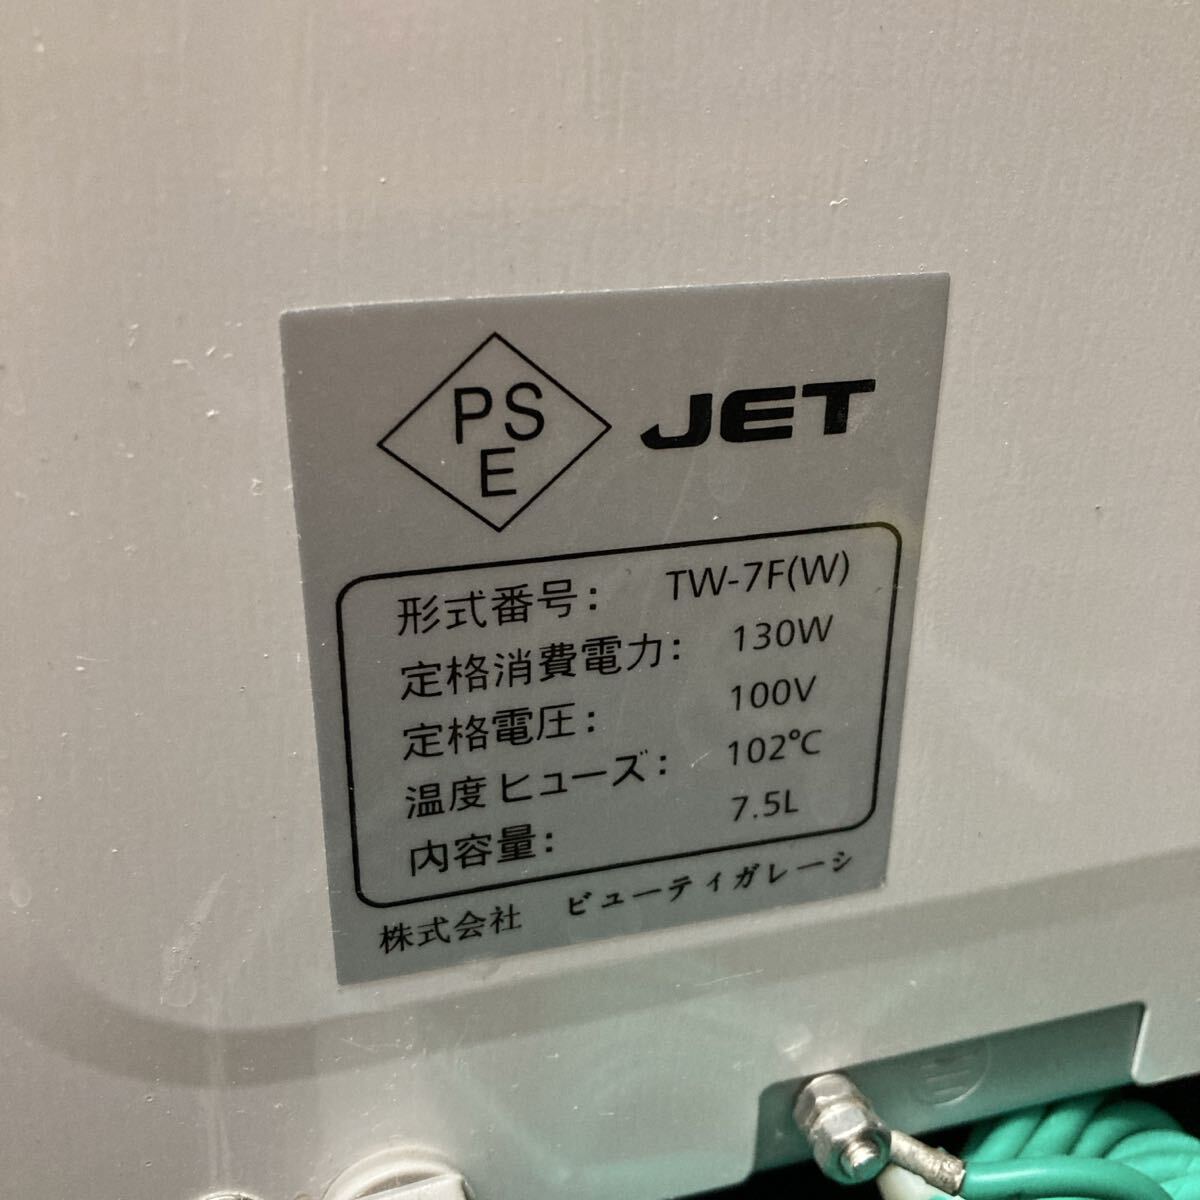 PS
E
JET
形式番号: TW-7F(W)
定格消費電力: 130W
定格電圧: 100V
温度ヒューズ: 102℃
内容量: 7.5L
株式会社 ビューティガレーシ